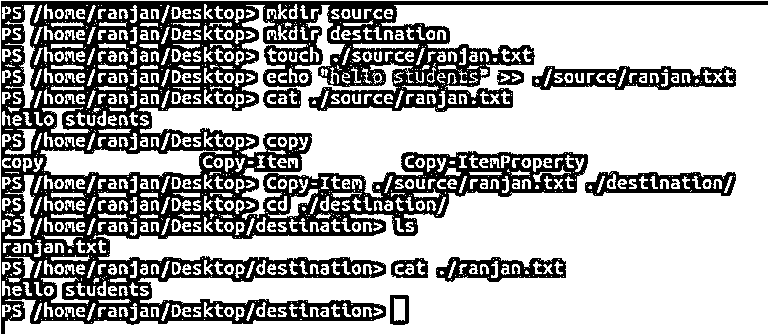 PS /home/ranjan/Desktop> mkdir source
PS /home/ranjan/Desktop> mkdir destination
PS /home/ranjan/Desktop> touch ./source/ranjan.txt
PS /home/ranjan/Desktop> echo "hello students" >> ./source/ranjan.txt
PS /home/ranjan/Desktop> cat ./source/ranjan.txt
hello students
PS /home/ranjan/Desktop> copy
copy Copy-Item Copy-ItemProperty
PS /home/ranjan/Desktop> Copy-Item ./source/ranjan.txt ./destination/
PS /home/ranjan/Desktop> cd ./destination/
PS /home/ranjan/Desktop/destination> ls
ranjan.txt
PS /home/ranjan/Desktop/destination> cat ./ranjan.txt
hello students
PS /home/ranjan/Desktop/destination>